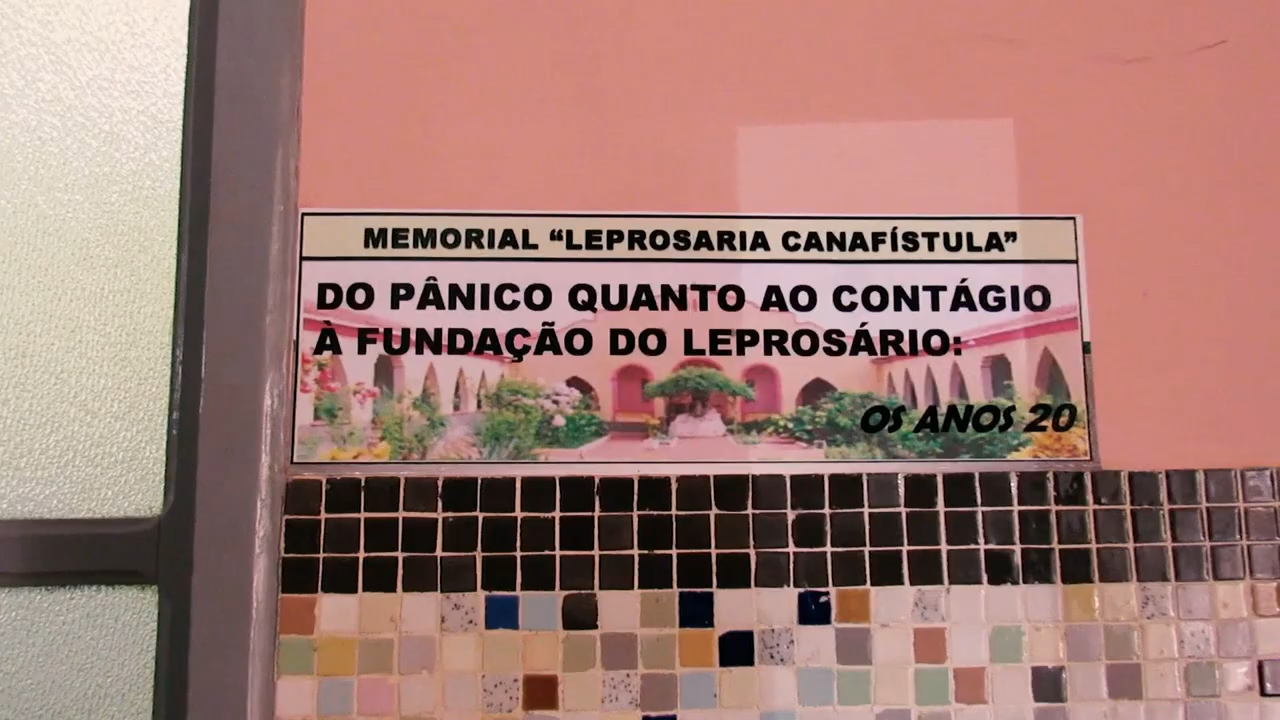 MEMORIAL “LEPROSARIA CANAFÍSTULA”
DO PÂNICO QUANTO AO CONTÁGIO
À FUNDAÇÃO DO LEPROSÁRIO:
OS ANOS 20